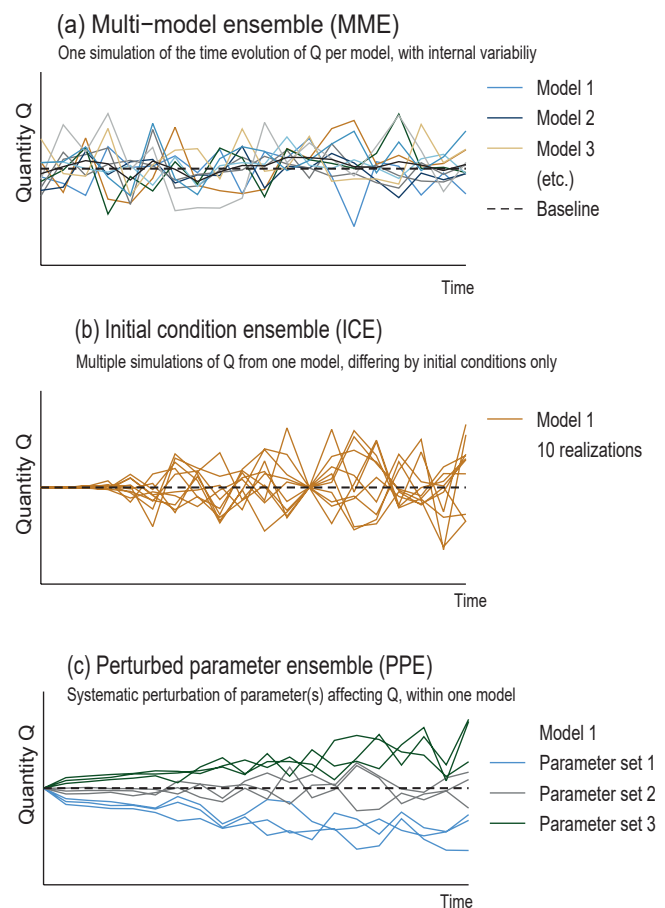 (a) Multi−model ensemble (MME)
One simulation of the time evolution of Q per model, with internal variabiliy
Quantity Q
Model 1
Model 2
Model 3
(etc.)
Baseline
Time
(b) Initial condition ensemble (ICE)
Multiple simulations of Q from one model, differing by initial conditions only
Quantity Q
Model 1
10 realizations
Time
(c) Perturbed parameter ensemble (PPE)
Systematic perturbation of parameter(s) affecting Q, within one model
Quantity Q
Model 1
Parameter set 1
Parameter set 2
Parameter set 3
Time